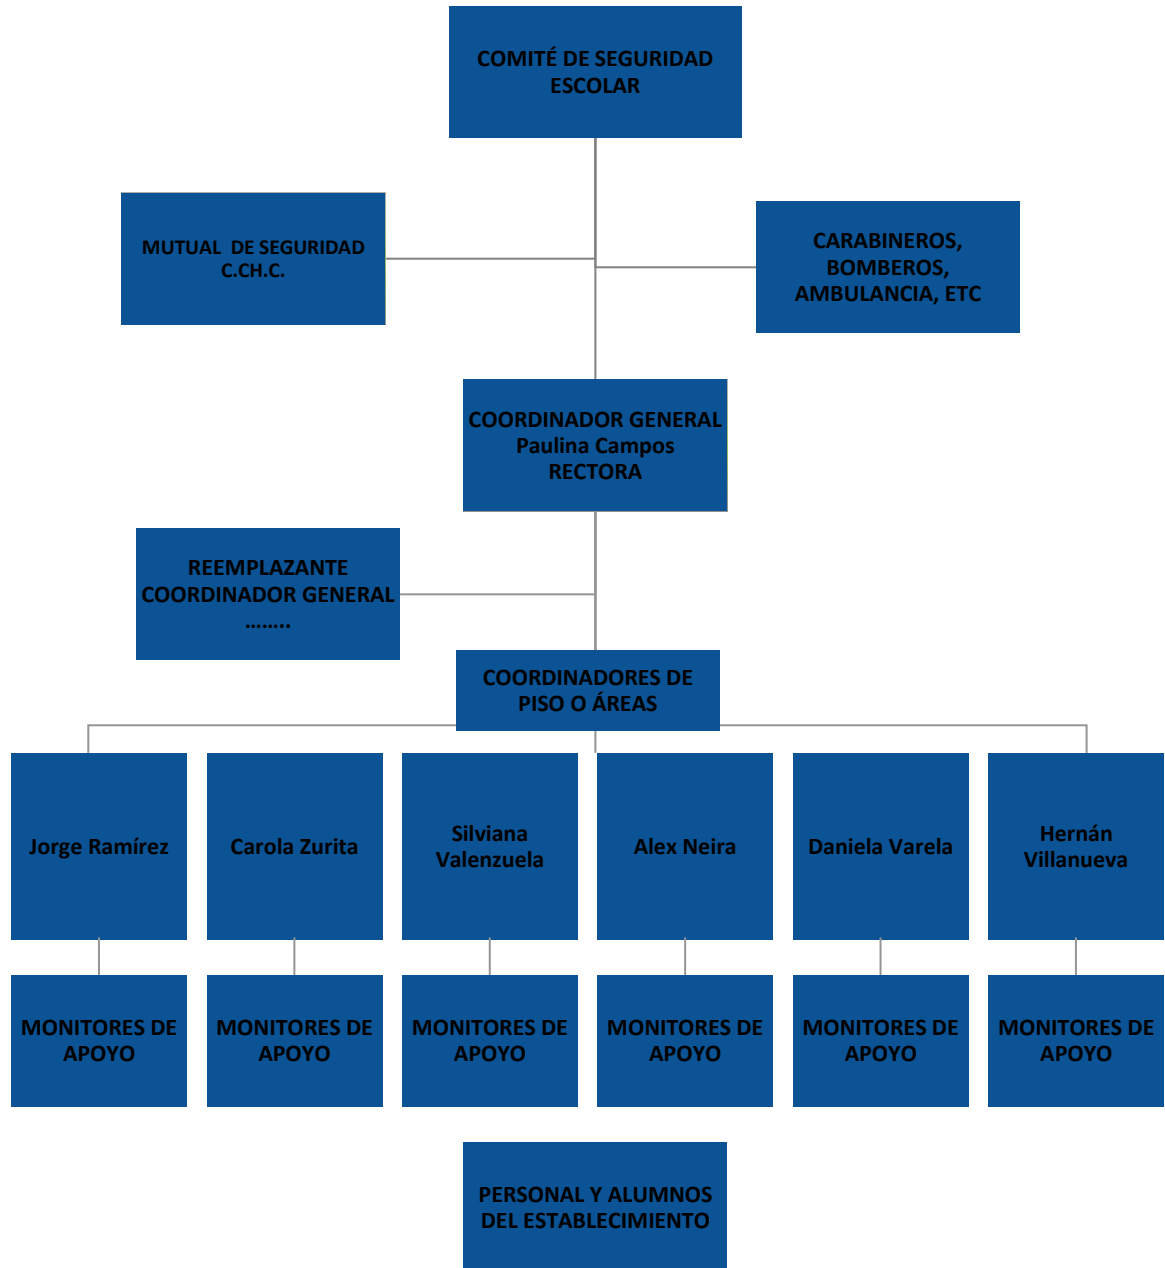 COMITÉ DE SEGURIDAD
ESCOLAR
MUTUAL DE SEGURIDAD
C.CH.C.
CARABINEROS,
BOMBEROS,
AMBULANCIA, ETC
COORDINADOR GENERAL
Paulina Campos
RECTORA
REEMPLAZANTE
COORDINADOR GENERAL
……..
COORDINADORES DE
PISO O ÁREAS
Jorge Ramírez
Carola Zurita
Silviana
Valenzuela
Alex Neira
Daniela Varela
Hernán
Villanueva
MONITORES DE
APOYO
MONITORES DE
APOYO
MONITORES DE
APOYO
MONITORES DE
APOYO
MONITORES DE
APOYO
MONITORES DE
APOYO
PERSONAL Y ALUMNOS
DEL ESTABLECIMIENTO